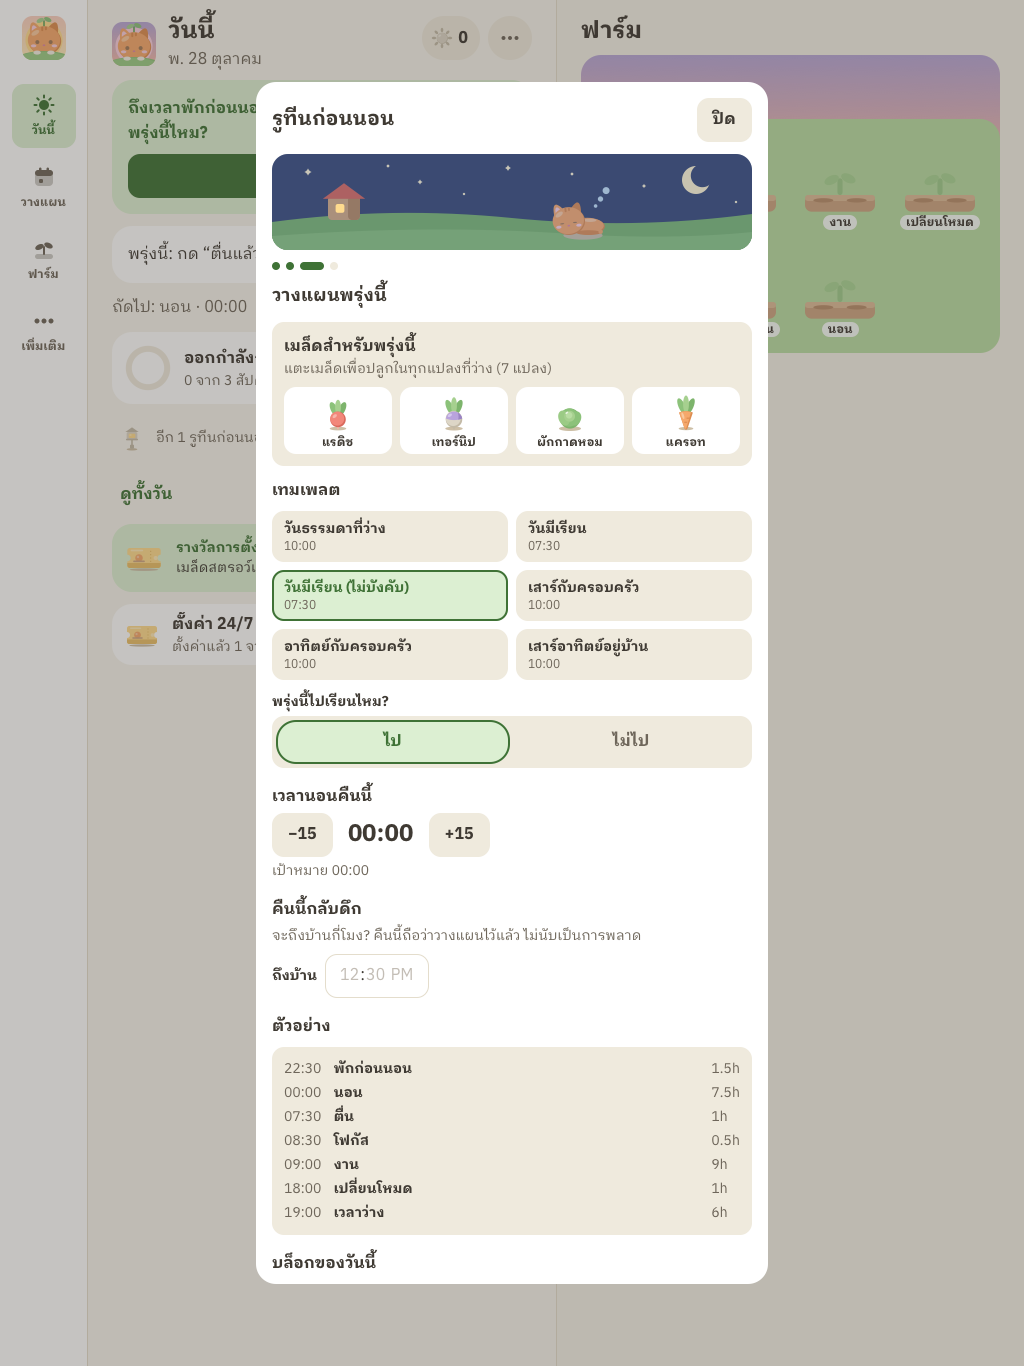 วันนี้
วางแผน
ฟาร์ม
เพิ่มเติม
วันนี้
พ. 28 ตุลาคม
0
ถึงเวลาพักก่อนนอ
พรุ่งนี้ไหม?
พรุ่งนี้: กด “ตื่นแล้ว
ถัดไป: นอน · 00:00
ออกกำลัง
0 จาก 3 สัป
อีก 1 รูทีนก่อนนอ
ดูทั้งวัน
รางวัลการตั้ง
เมล็ดสตรอว์เ
ตั้งค่า 24/7
ตั้งค่าแล้ว 1 จา
ฟาร์ม
งาน
เปลี่ยนโหมด
น
นอน
รูทีนก่อนนอน
ปิด
วางแผนพรุ่งนี้
เมล็ดสำหรับพรุ่งนี้
แตะเมล็ดเพื่อปลูกในทุกแปลงที่ว่าง (7 แปลง)
แรดิช
เทอร์นิป
ผักกาดหอม
แครอท
เทมเพลต
วันธรรมดาที่ว่าง
10:00
วันมีเรียน
07:30
วันมีเรียน (ไม่บังคับ)
07:30
เสาร์กับครอบครัว
10:00
อาทิตย์กับครอบครัว
10:00
เสาร์อาทิตย์อยู่บ้าน
10:00
พรุ่งนี้ไปเรียนไหม?
ไป
ไม่ไป
เวลานอนคืนนี้
−15
00:00
+15
เป้าหมาย 00:00
คืนนี้กลับดึก
จะถึงบ้านกี่โมง? คืนนี้ถือว่าวางแผนไว้แล้ว ไม่นับเป็นการพลาด
ถึงบ้าน 12:30 PM
ตัวอย่าง
22:30 พักก่อนนอน 1.5h
00:00 นอน 7.5h
07:30 ตื่น 1h
08:30 โฟกัส 0.5h
09:00 งาน 9h
18:00 เปลี่ยนโหมด 1h
19:00 เวลาว่าง 6h
บล็อกของวันนี้